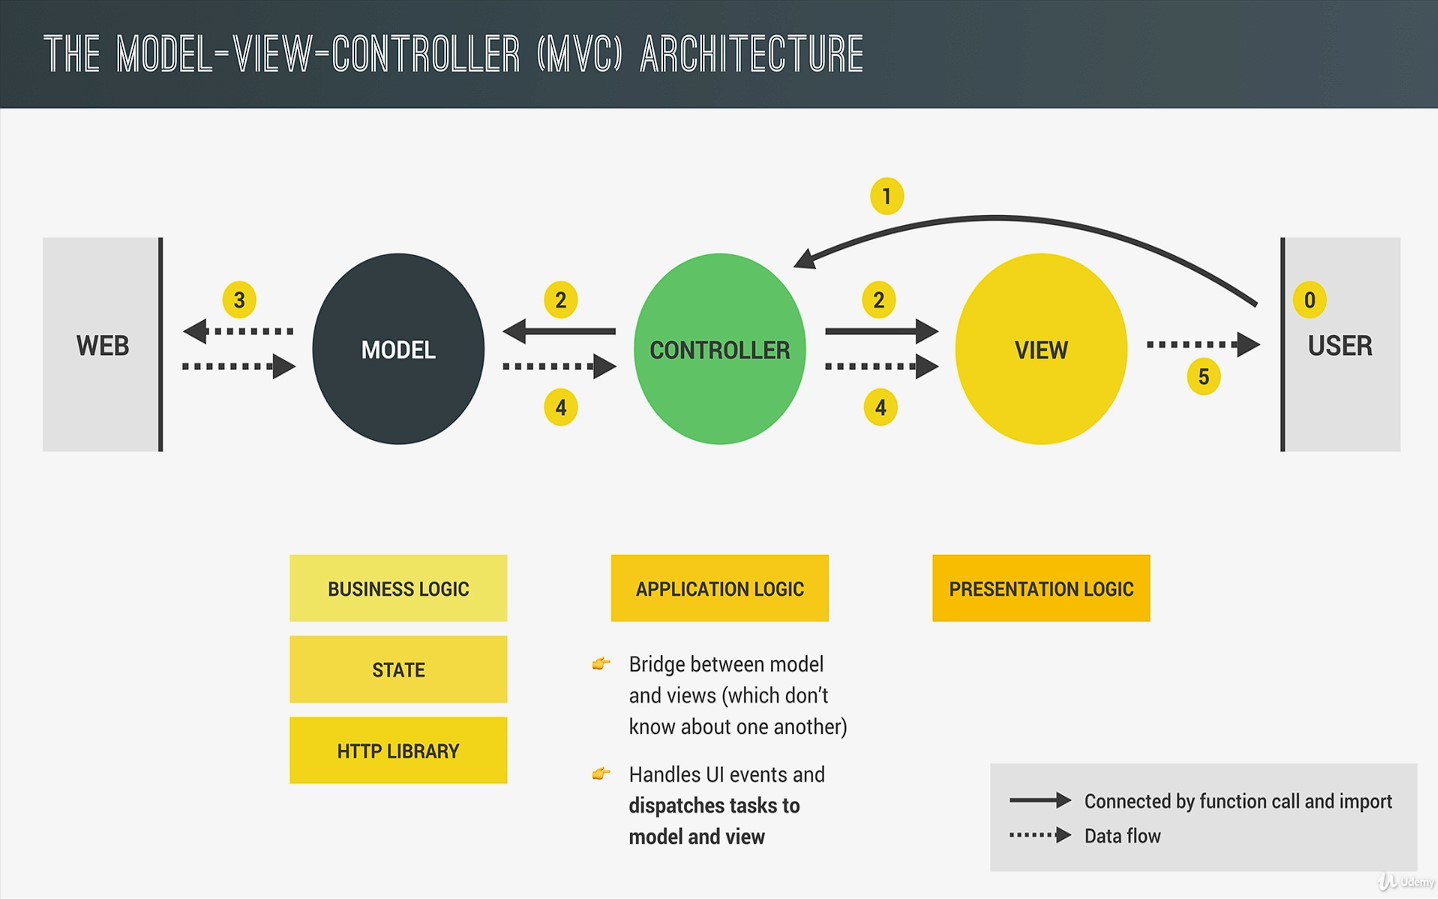 THE MODEL-VIEW-CONTROLLER (MVC) ARCHITECTURE
1
3
2
2
0
WEB
MODEL
CONTROLLER
VIEW
USER
4
4
5
BUSINESS LOGIC
APPLICATION LOGIC
PRESENTATION LOGIC
STATE
HTTP LIBRARY
👉 Bridge between model
and views (which don’t
know about one another)
👉 Handles UI events and
dispatches tasks to
model and view
Connected by function call and import
Data flow
Udemy